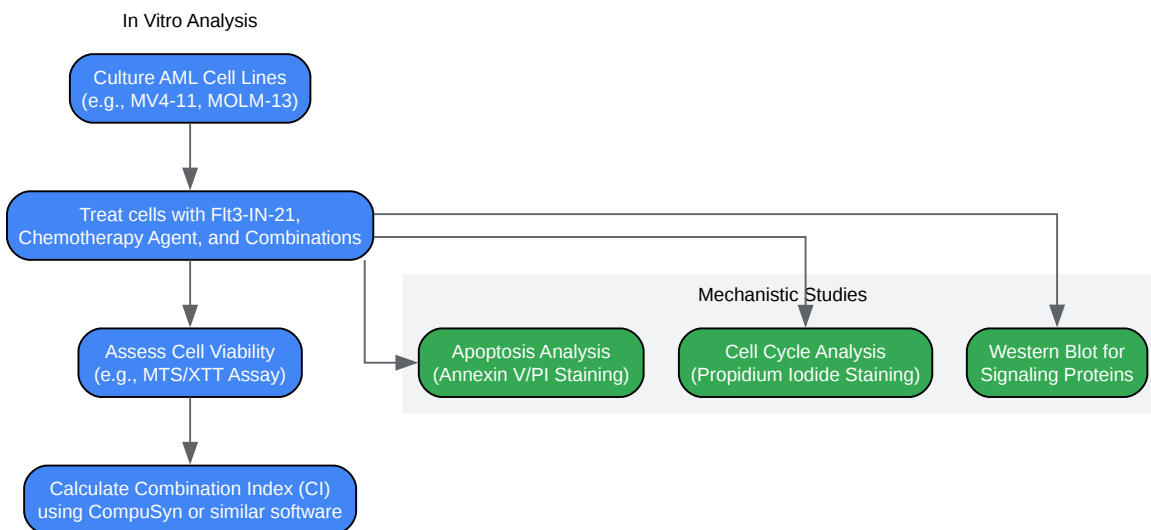 In Vitro Analysis
Culture AML Cell Lines
(e.g., MV4-11, MOLM-13)
Treat cells with Flt3-IN-21,
Chemotherapy Agent, and Combinations
Mechanistic Studies
Assess Cell Viability
(e.g., MTS/XTT Assay)
Apoptosis Analysis
(Annexin V/PI Staining)
Cell Cycle Analysis
(Propidium Iodide Staining)
Western Blot for
Signaling Proteins
Calculate Combination Index (CI)
using CompuSyn or similar software